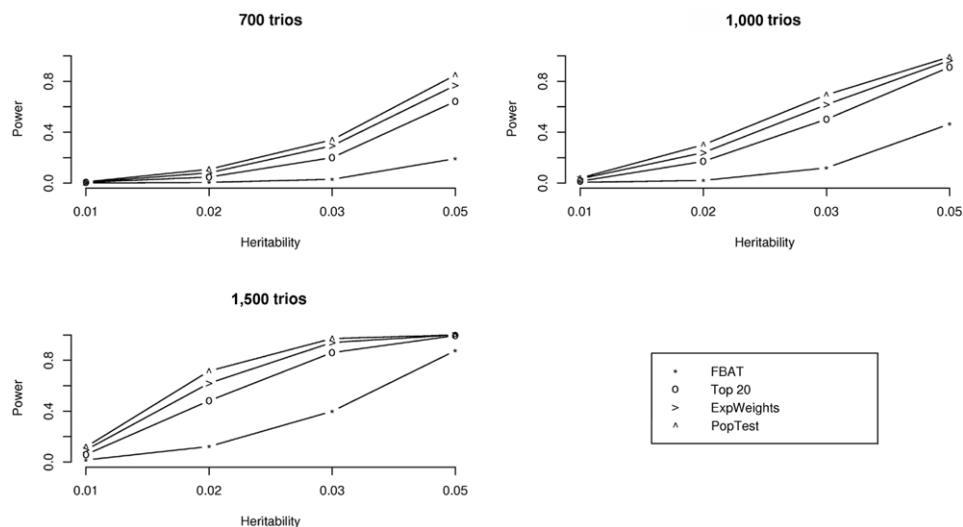 700 trios
Power
0.0 0.4 0.8
0.01 0.02 0.03 0.05
Heritability
1,000 trios
Power
0.0 0.4 0.8
0.01 0.02 0.03 0.05
Heritability
1,500 trios
Power
0.0 0.4 0.8
0.01 0.02 0.03 0.05
Heritability
* FBAT
o Top 20
> ExpWeights
^ PopTest